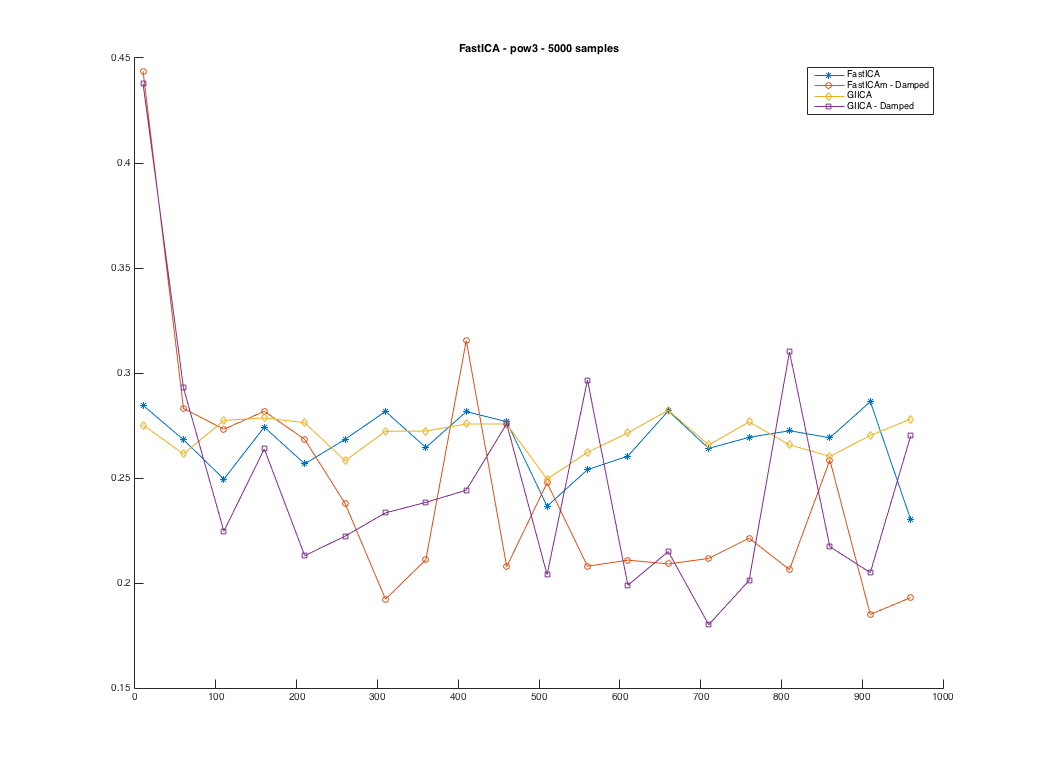 FastICA - pow3 - 5000 samples
0.45
0.4
0.35
0.3
0.25
0.2
0.15
0 100 200 300 400 500 600 700 800 900 1000
FastICA
FastICAm - Damped
GIICA
GIICA - Damped